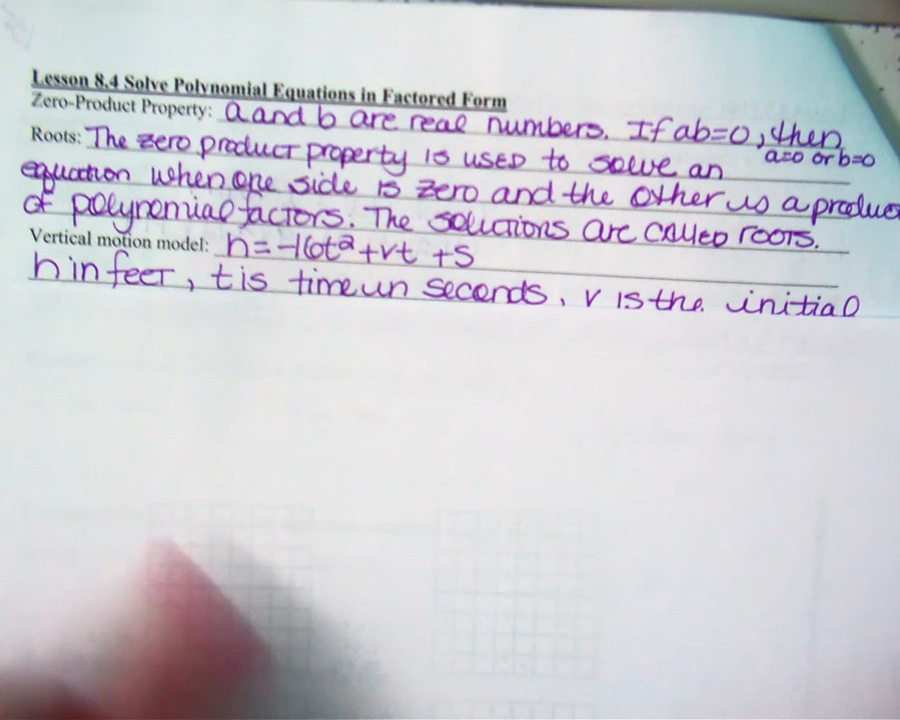 Lesson 8.4 Solve Polynomial Equations in Factored Form
Zero-Product Property: a and b are real numbers. If ab=0, then
a=0 or b=0
Roots: The zero product property is used to solve an
equation when one side is zero and the other is a product
of polynomial factors. The solutions are called roots.
Vertical motion model: h=-16t²+vt +s
h in feet, t is time in seconds, v is the initial